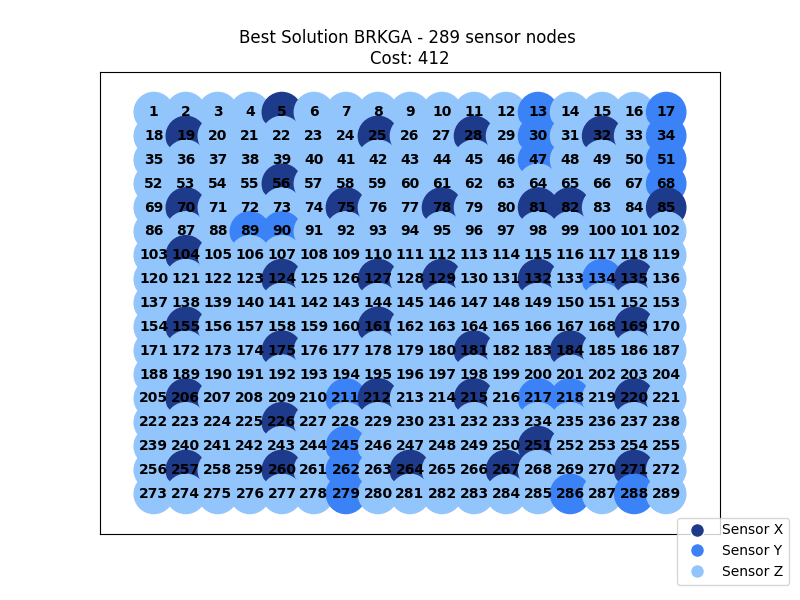 Best Solution BRKGA - 289 sensor nodes
Cost: 412
1 2 3 4 5 6 7 8 9 10 11 12 13 14 15 16 17
18 19 20 21 22 23 24 25 26 27 28 29 30 31 32 33 34
35 36 37 38 39 40 41 42 43 44 45 46 47 48 49 50 51
52 53 54 55 56 57 58 59 60 61 62 63 64 65 66 67 68
69 70 71 72 73 74 75 76 77 78 79 80 81 82 83 84 85
86 87 88 89 90 91 92 93 94 95 96 97 98 99 100 101 102
103 104 105 106 107 108 109 110 111 112 113 114 115 116 117 118 119
120 121 122 123 124 125 126 127 128 129 130 131 132 133 134 135 136
137 138 139 140 141 142 143 144 145 146 147 148 149 150 151 152 153
154 155 156 157 158 159 160 161 162 163 164 165 166 167 168 169 170
171 172 173 174 175 176 177 178 179 180 181 182 183 184 185 186 187
188 189 190 191 192 193 194 195 196 197 198 199 200 201 202 203 204
205 206 207 208 209 210 211 212 213 214 215 216 217 218 219 220 221
222 223 224 225 226 227 228 229 230 231 232 233 234 235 236 237 238
239 240 241 242 243 244 245 246 247 248 249 250 251 252 253 254 255
256 257 258 259 260 261 262 263 264 265 266 267 268 269 270 271 272
273 274 275 276 277 278 279 280 281 282 283 284 285 286 287 288 289
Sensor X
Sensor Y
Sensor Z